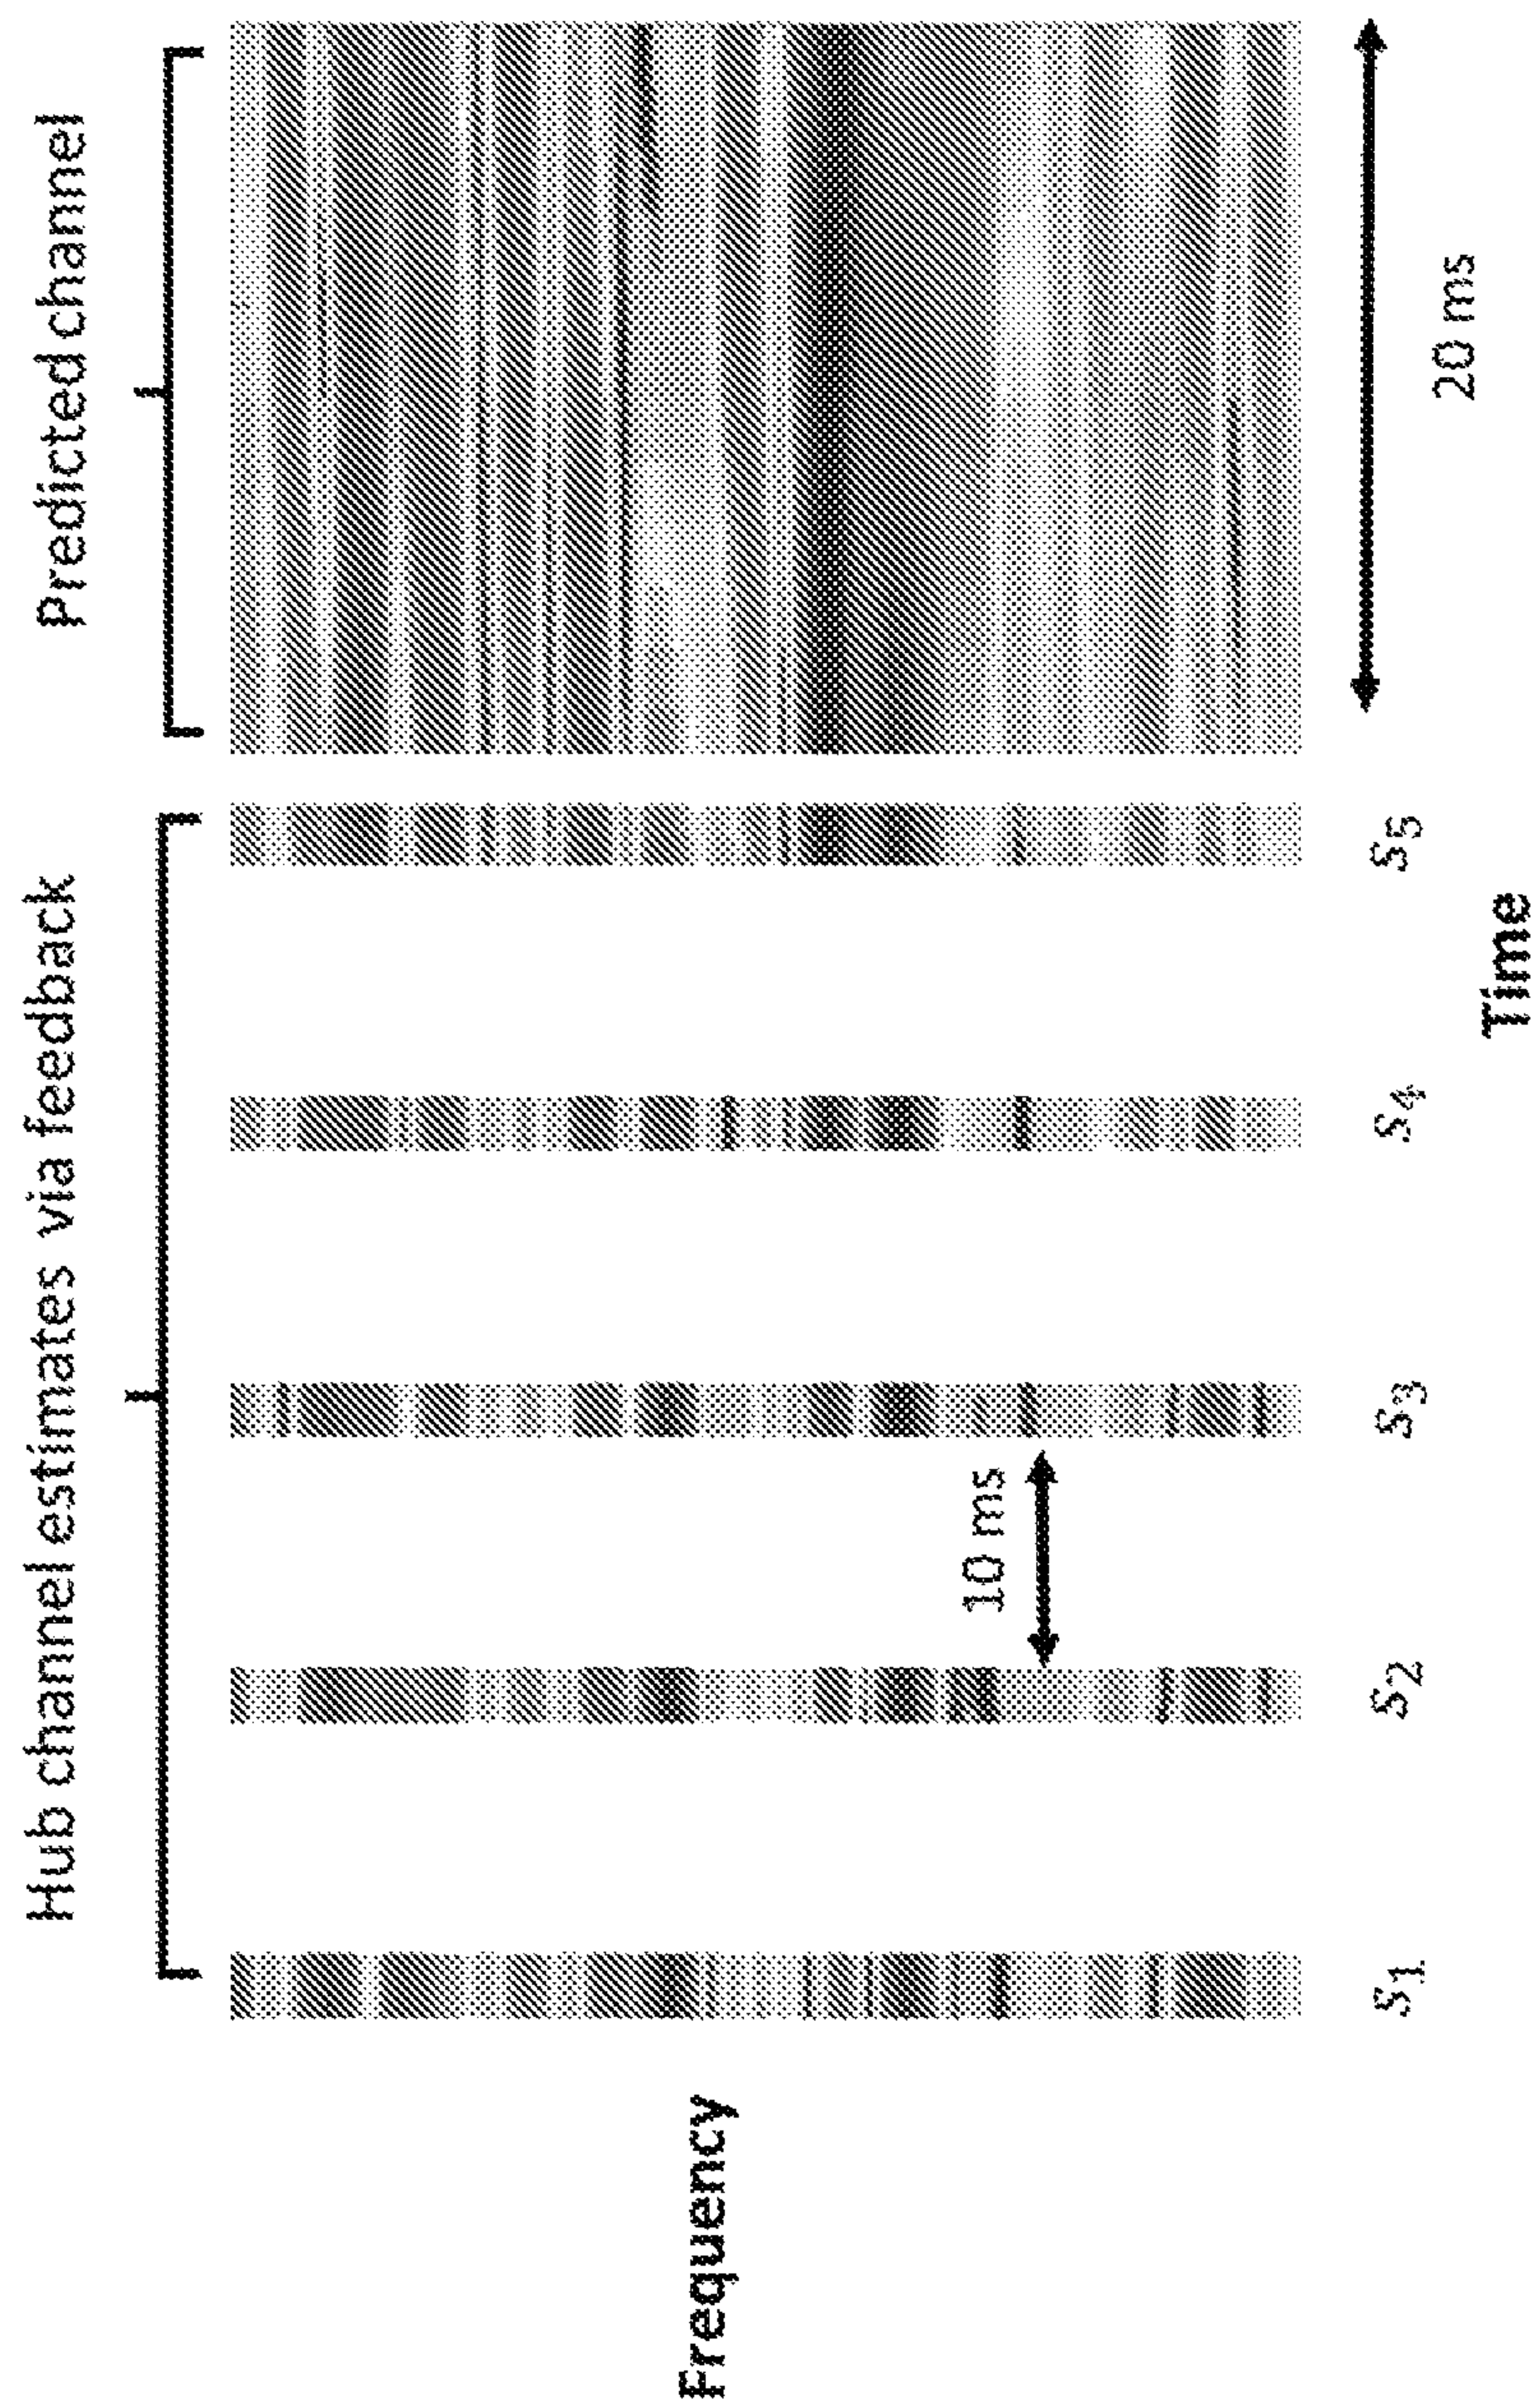 Hub channel estimates via feedback
Predicted channel
Frequency
10 ms
S1
S2
S3
S4
S5
20 ms
Time